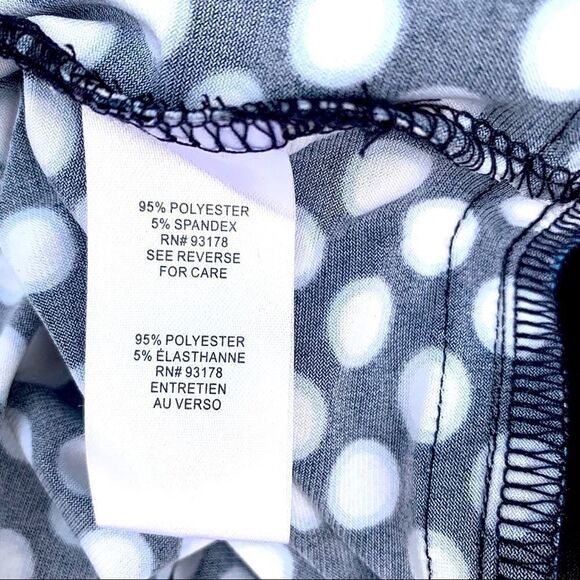 95% POLYESTER
5% SPANDEX
RN# 93178
SEE REVERSE
FOR CARE
95% POLYESTER
5% ÉLASTHANNE
RN# 93178
ENTRETIEN
AU VERSO